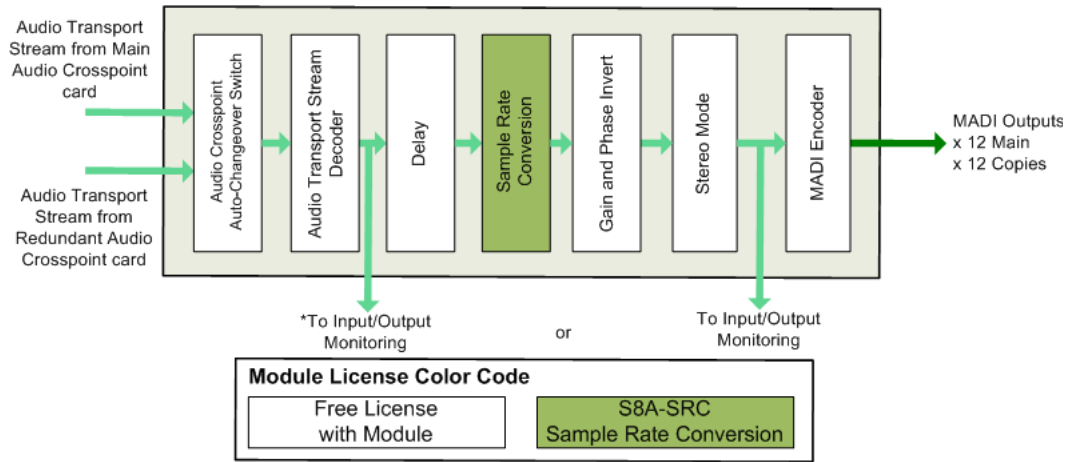 Audio Transport
Stream from Main
Audio Crosspoint
card
Audio Transport
Stream from
Redundant Audio
Crosspoint card
Audio Crosspoint
Auto-Changeover Switch
Audio Transport Stream
Decoder
Delay
Sample Rate
Conversion
Gain and Phase Invert
Stereo Mode
MADI Encoder
MADI Outputs
x 12 Main
x 12 Copies
*To Input/Output
Monitoring
or
To Input/Output
Monitoring
Module License Color Code
Free License
with Module
S8A-SRC
Sample Rate Conversion